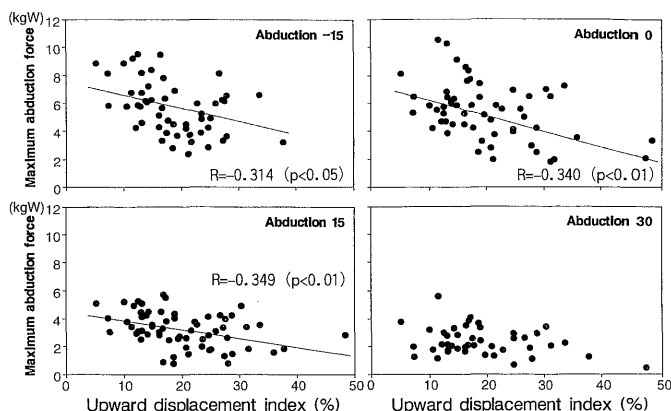 (kgW)
12
10
8
6
4
2
0
Maximum abduction force
Abduction -15
R=-0.314 (p<0.05)
Abduction 0
R=-0.340 (p<0.01)
(kgW)
12
10
8
6
4
2
0
Maximum abduction force
Abduction 15
R=-0.349 (p<0.01)
Abduction 30
0 10 20 30 40 50
0 10 20 30 40 50
Upward displacement index (%)
Upward displacement index (%)